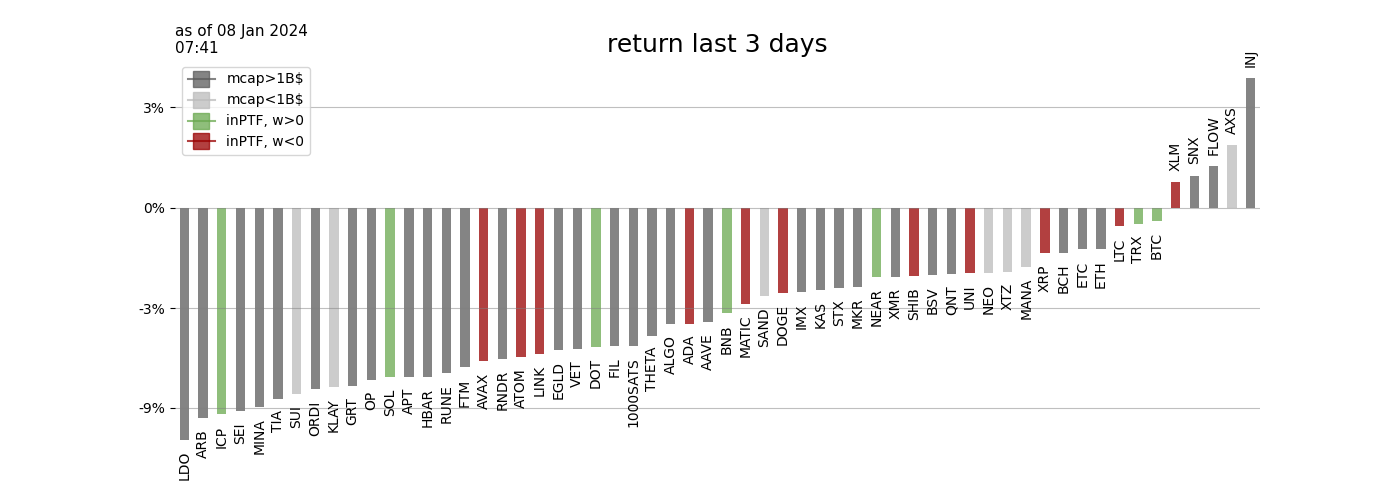 as of 08 Jan 2024
07:41
return last 3 days
mcap>1B$
mcap<1B$
inPTF, w>0
inPTF, w<0
3%
0%
-3%
-9%
LDO
ARB
ICP
SEI
MINA
TIA
SUI
ORDI
KLAY
GRT
OP
SOL
APT
HBAR
RUNE
FTM
AVAX
RNDR
ATOM
LINK
EGLD
VET
DOT
FIL
1000SATS
THETA
ALGO
ADA
AAVE
BNB
MATIC
SAND
DOGE
IMX
KAS
STX
MKR
NEAR
XMR
SHIB
BSV
QNT
UNI
NEO
XTZ
MANA
XRP
BCH
ETC
ETH
LTC
TRX
BTC
XLM
SNX
FLOW
AXS
INJ